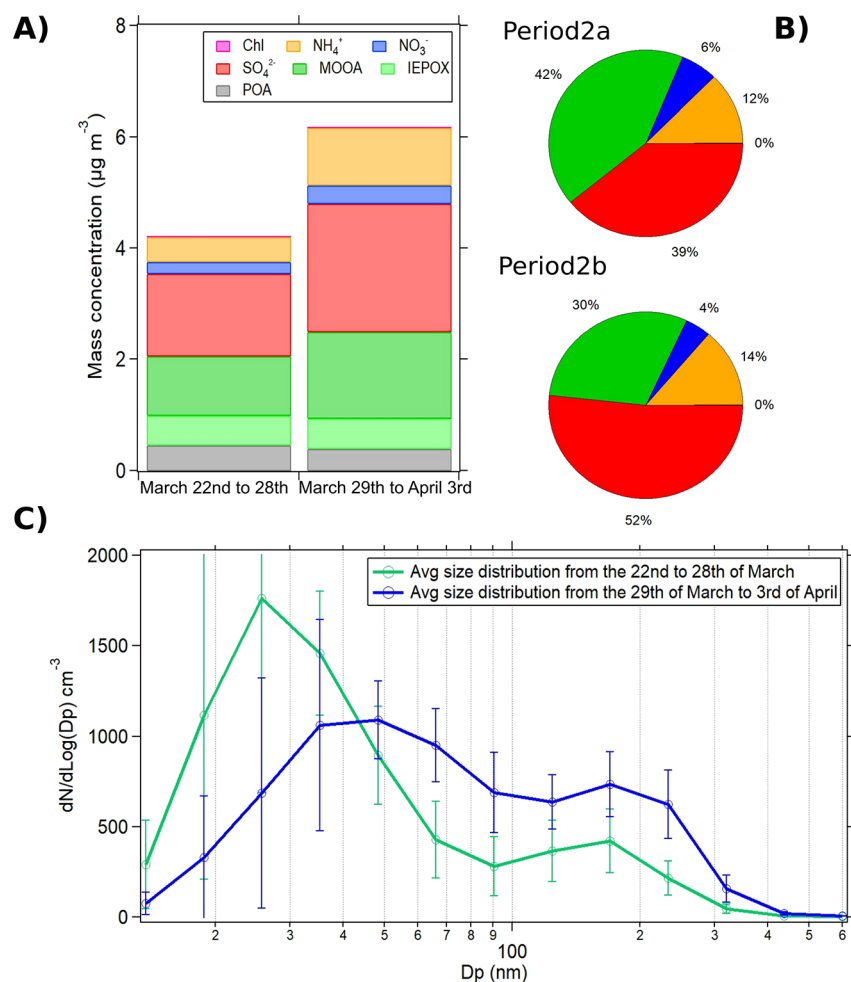 A)
8
6
4
2
0
Mass concentration (µg m⁻³)
Chl NH₄⁺ NO₃⁻
SO₄²⁻ MOOA IEPOX
POA
March 22nd to 28th March 29th to April 3rd
B)
Period2a
6%
42%
12%
0%
39%
Period2b
30%
4%
14%
0%
52%
C)
2000
1500
1000
500
0
dN/dLog(Dp) cm⁻³
Avg size distribution from the 22nd to 28th of March
Avg size distribution from the 29th of March to 3rd of April
2 3 4 5 6 7 8 9 100 2 3 4 5 6
Dp (nm)